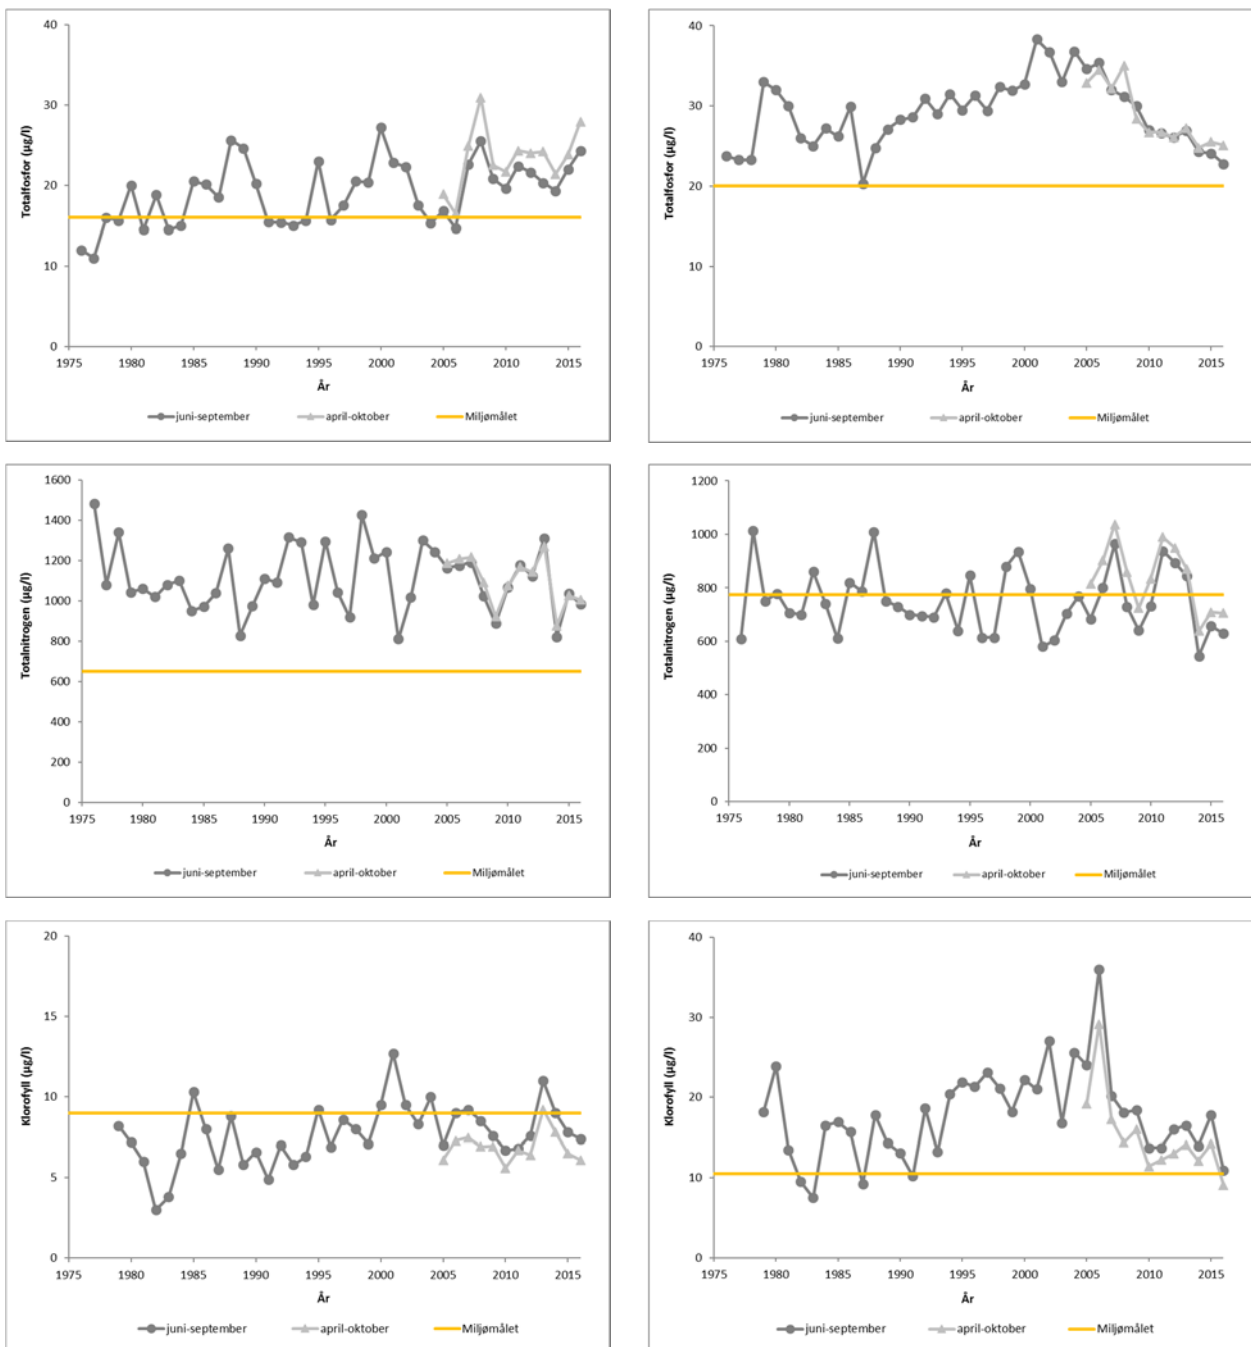 40
30
20
10
0
Totalfosfor (µg/l)
1975 1980 1985 1990 1995 2000 2005 2010 2015
År
juni-september april-oktober Miljømålet
40
30
20
10
0
Totalfosfor (µg/l)
1975 1980 1985 1990 1995 2000 2005 2010 2015
År
juni-september april-oktober Miljømålet
1600
1400
1200
1000
800
600
400
200
0
Totalnitrogen (µg/l)
1975 1980 1985 1990 1995 2000 2005 2010 2015
År
juni-september april-oktober Miljømålet
1200
1000
800
600
400
200
0
Totalnitrogen (µg/l)
1975 1980 1985 1990 1995 2000 2005 2010 2015
År
juni-september april-oktober Miljømålet
20
15
10
5
0
Klorofyll (µg/l)
1975 1980 1985 1990 1995 2000 2005 2010 2015
År
juni-september april-oktober Miljømålet
40
30
20
10
0
Klorofyll (µg/l)
1975 1980 1985 1990 1995 2000 2005 2010 2015
År
juni-september april-oktober Miljømålet